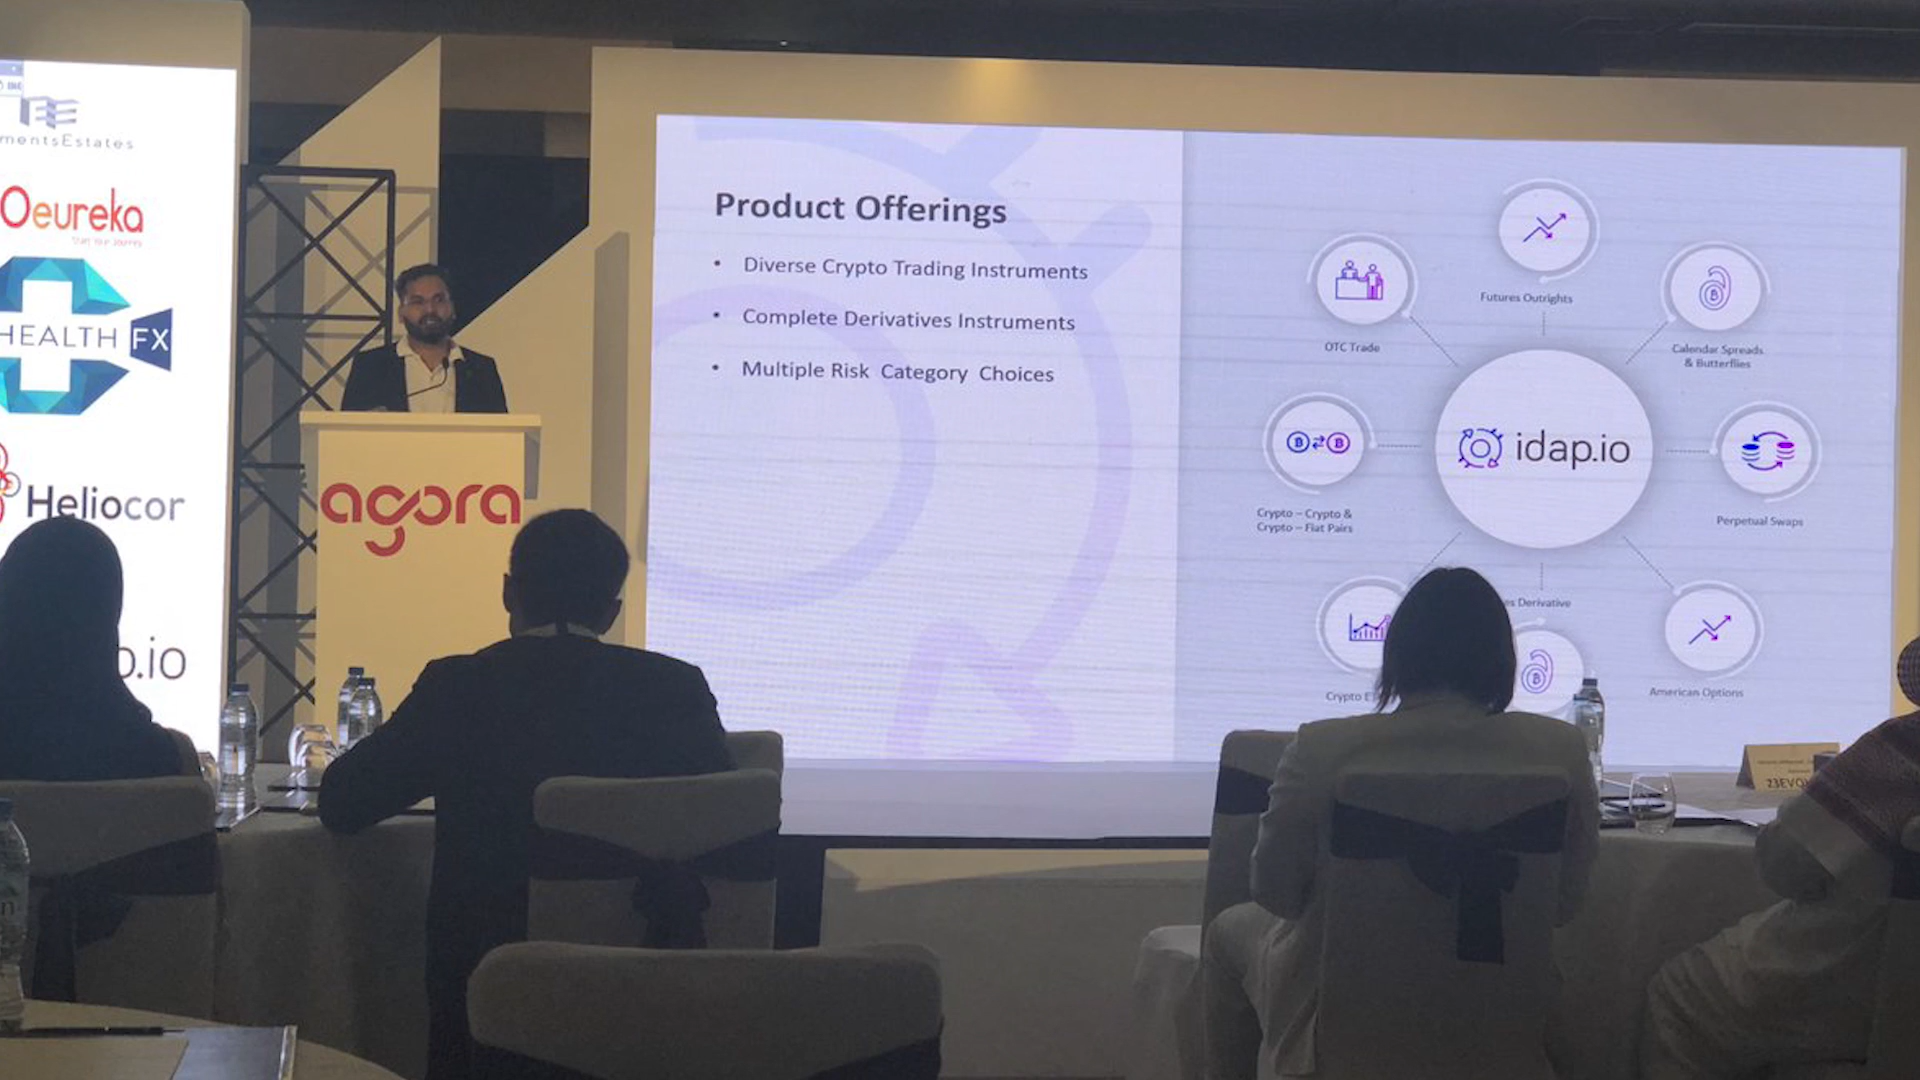 mentsEstates
Oeureka
HEALTH FX
Heliocor
p.io
agora
Product Offerings
• Diverse Crypto Trading Instruments
• Complete Derivatives Instruments
• Multiple Risk Category Choices
Futures Outrights
OTC Trade
Calendar Spreads
& Butterflies
idap.io
Crypto – Crypto &
Crypto – Fiat Pairs
Perpetual Swaps
es Derivative
Crypto E
American Options